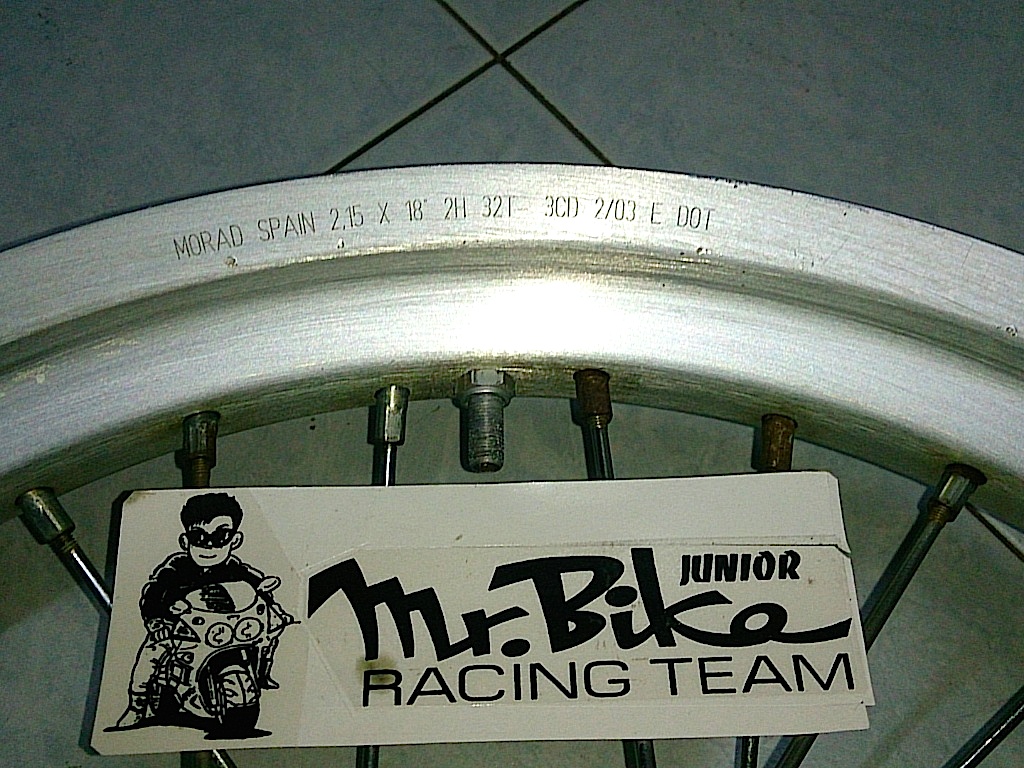 MORAD SPAIN 2,15 X 18" 2H 32T 3CD 2/03 E DOT
JUNIOR
Mr. Bike
RACING TEAM